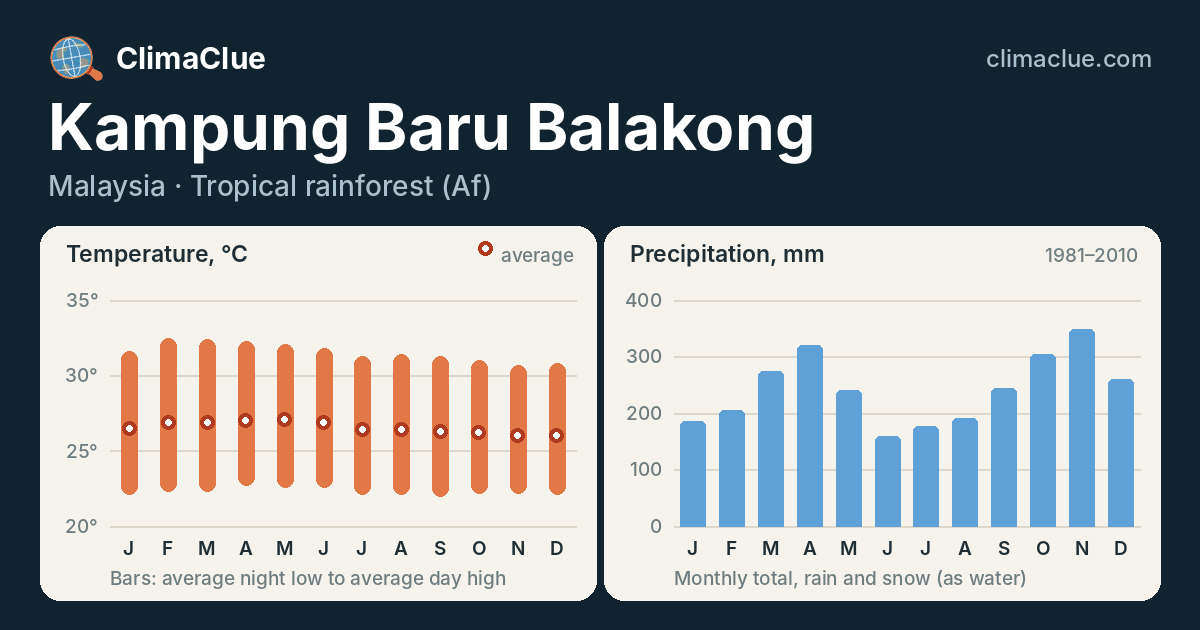 ClimaClue
climaclue.com
Kampung Baru Balakong
Malaysia · Tropical rainforest (Af)
Temperature, °C
average
35°
30°
25°
20°
J F M A M J J A S O N D
Bars: average night low to average day high
Precipitation, mm
1981–2010
400
300
200
100
0
J F M A M J J A S O N D
Monthly total, rain and snow (as water)